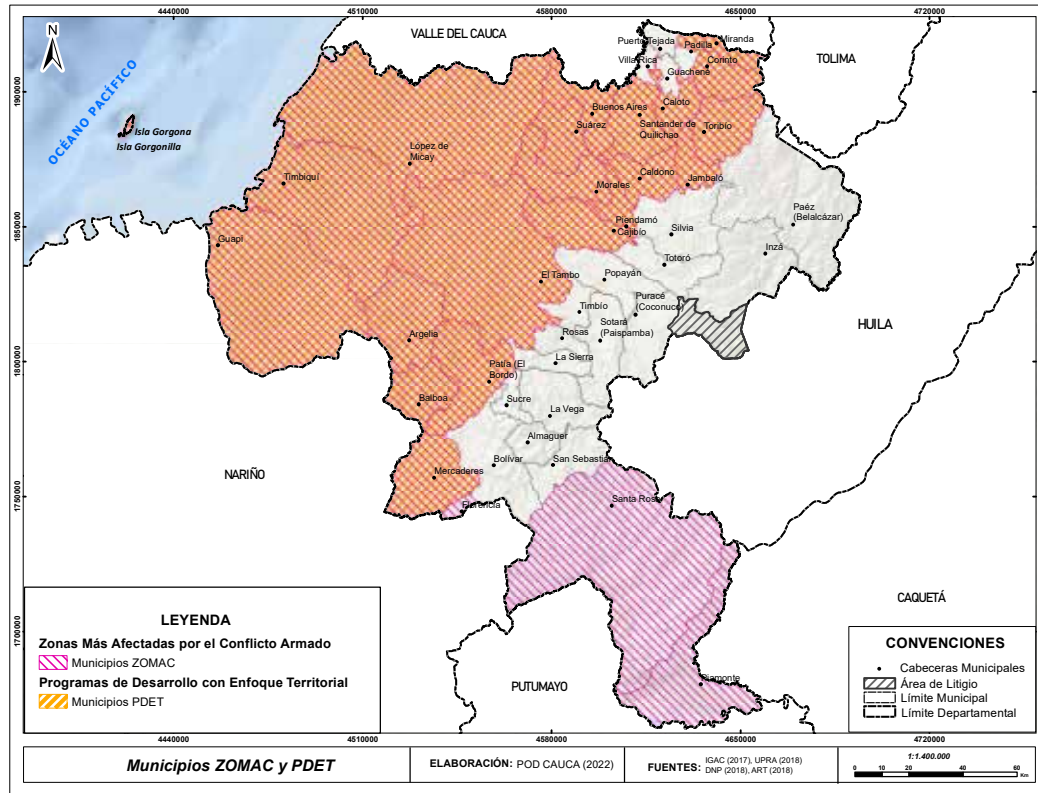 4440000
4510000
4580000
4650000
4720000
N
VALLE DEL CAUCA
TOLIMA
OCÉANO PACÍFICO
Puerto Tejada
Padilla
Miranda
Villa Rica
Corinto
Guachené
1900000
Isla Gorgona
Isla Gorgonilla
Buenos Aires
Caloto
Suárez
Santander de
Quilichao
Toribío
López de
Micay
Timbiquí
Caldono
Jambaló
Morales
Paéz
(Belalcázar)
Piendamó
Cajibío
Silvia
1850000
Guapi
Inzá
Totoró
El Tambo
Popayán
Puracé
(Coconuco)
Timbío
Sotará
(Paispamba)
HUILA
Argelia
Rosas
La Sierra
1800000
Patía (El
Bordo)
Balboa
Sucre
La Vega
Almaguer
Bolívar
San Sebastián
NARIÑO
Mercaderes
1750000
Florencia
Santa Rosa
CAQUETÁ
1700000
Piamonte
PUTUMAYO
LEYENDA
Zonas Más Afectadas por el Conflicto Armado
Municipios ZOMAC
Programas de Desarrollo con Enfoque Territorial
Municipios PDET
CONVENCIONES
Cabeceras Municipales
Área de Litigio
Límite Municipal
Límite Departamental
4440000
4510000
4580000
4650000
4720000
Municipios ZOMAC y PDET
ELABORACIÓN: POD CAUCA (2022)
FUENTES: IGAC (2017), UPRA (2018)
DNP (2018), ART (2018)
1:1.400.000
0 10 20 40 60
Km